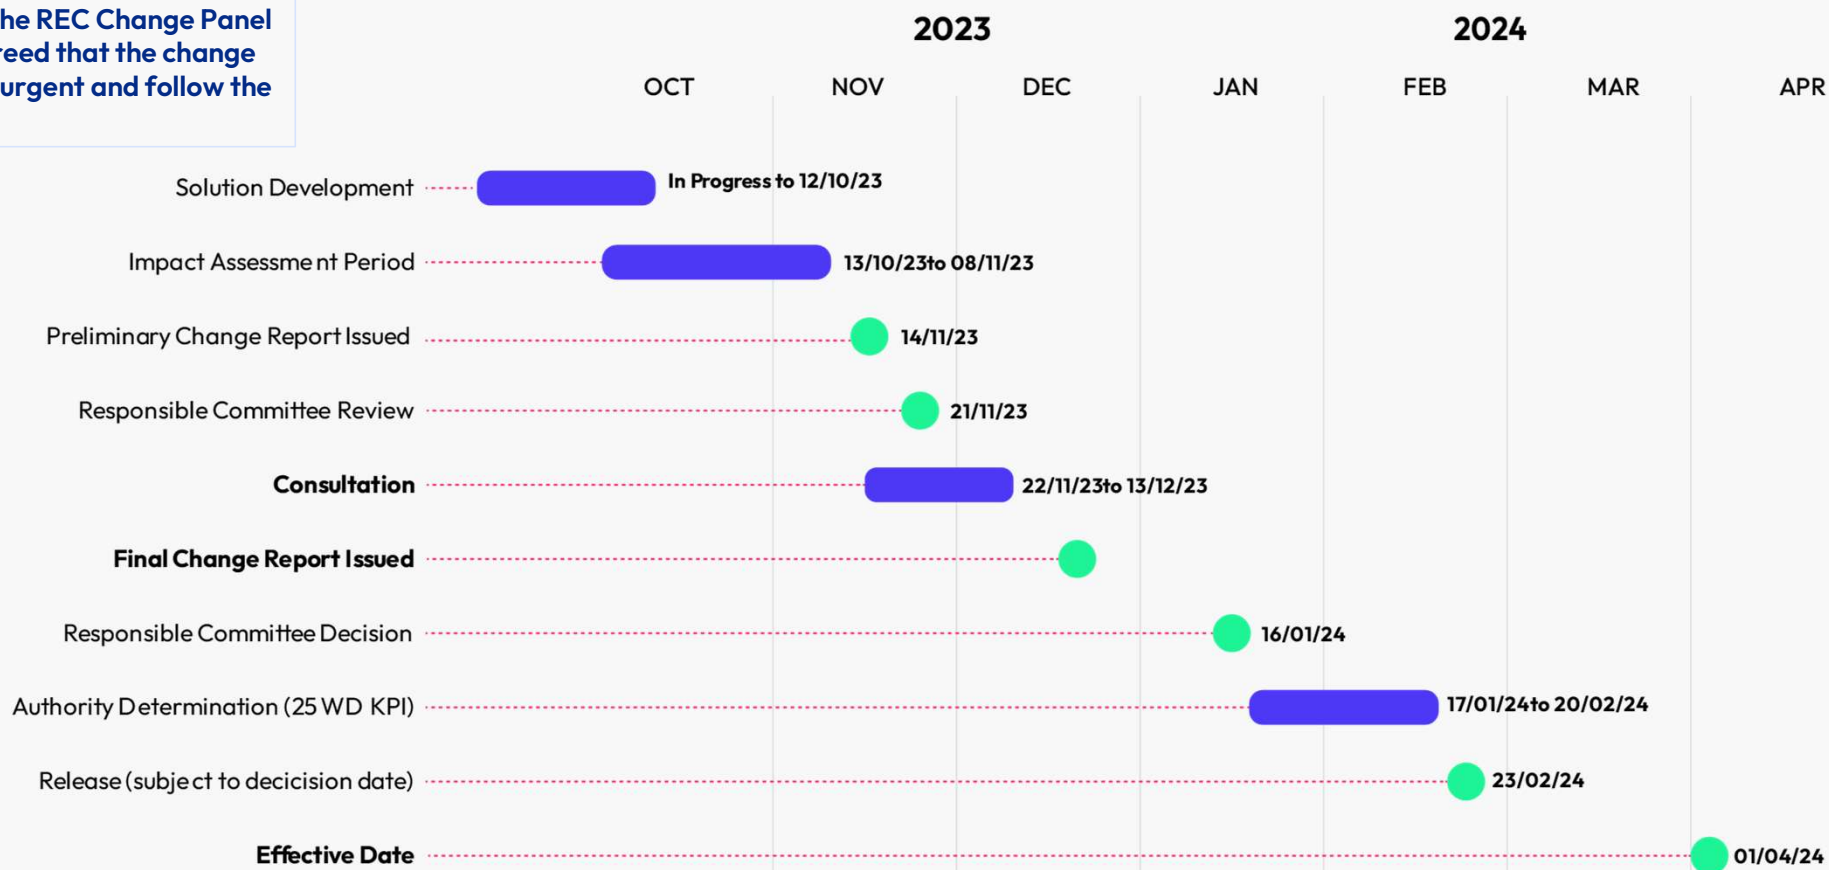 he REC Change Panel
reed that the change
urgent and follow the
2023 2024
OCT NOV DEC JAN FEB MAR APR
Solution Development In Progress to 12/10/23
Impact Assessment Period 13/10/23to 08/11/23
Preliminary Change Report Issued 14/11/23
Responsible Committee Review 21/11/23
Consultation 22/11/23to 13/12/23
Final Change Report Issued
Responsible Committee Decision 16/01/24
Authority Determination (25 WD KPI) 17/01/24to 20/02/24
Release (subject to decicision date) 23/02/24
Effective Date 01/04/24